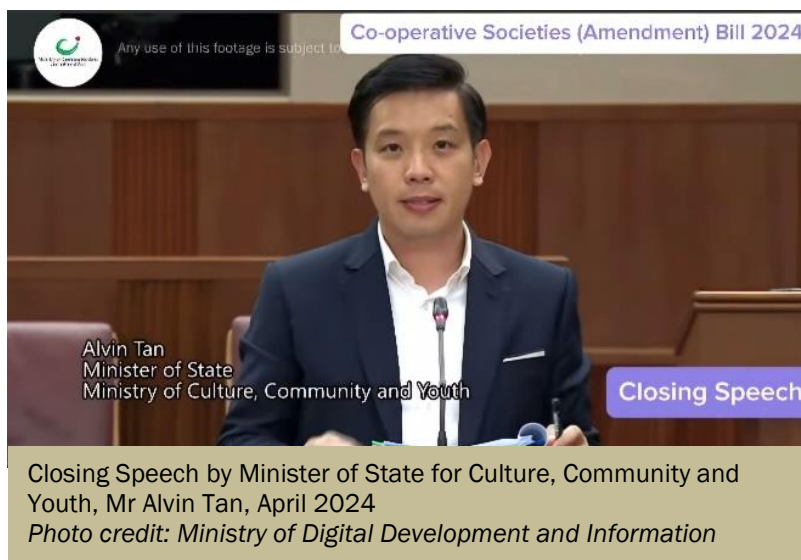 Co-operative Societies (Amendment) Bill 2024
Any use of this footage is subject to
Alvin Tan
Minister of State
Ministry of Culture, Community and Youth
Closing Speech
Closing Speech by Minister of State for Culture, Community and
Youth, Mr Alvin Tan, April 2024
Photo credit: Ministry of Digital Development and Information